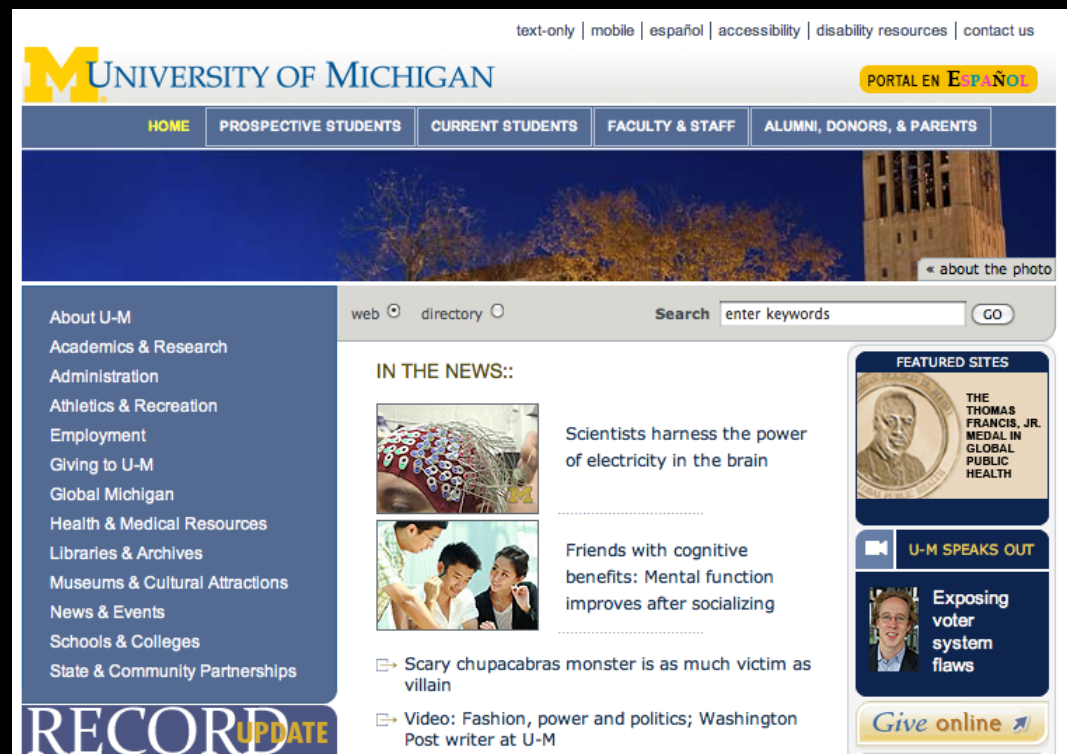 text-only | mobile | español | accessibility | disability resources | contact us
M UNIVERSITY OF MICHIGAN
PORTAL EN ESPAÑOL
HOME PROSPECTIVE STUDENTS CURRENT STUDENTS FACULTY & STAFF ALUMNI, DONORS, & PARENTS
« about the photo
web directory Search enter keywords GO
About U-M
Academics & Research
Administration
Athletics & Recreation
Employment
Giving to U-M
Global Michigan
Health & Medical Resources
Libraries & Archives
Museums & Cultural Attractions
News & Events
Schools & Colleges
State & Community Partnerships
RECORD UPDATE
IN THE NEWS::
Scientists harness the power
of electricity in the brain
M
Friends with cognitive
benefits: Mental function
improves after socializing
Scary chupacabras monster is as much victim as
villain
Video: Fashion, power and politics; Washington
Post writer at U-M
FEATURED SITES
THE
THOMAS
FRANCIS, JR.
MEDAL IN
GLOBAL
PUBLIC
HEALTH
U-M SPEAKS OUT
Exposing
voter
system
flaws
Give online